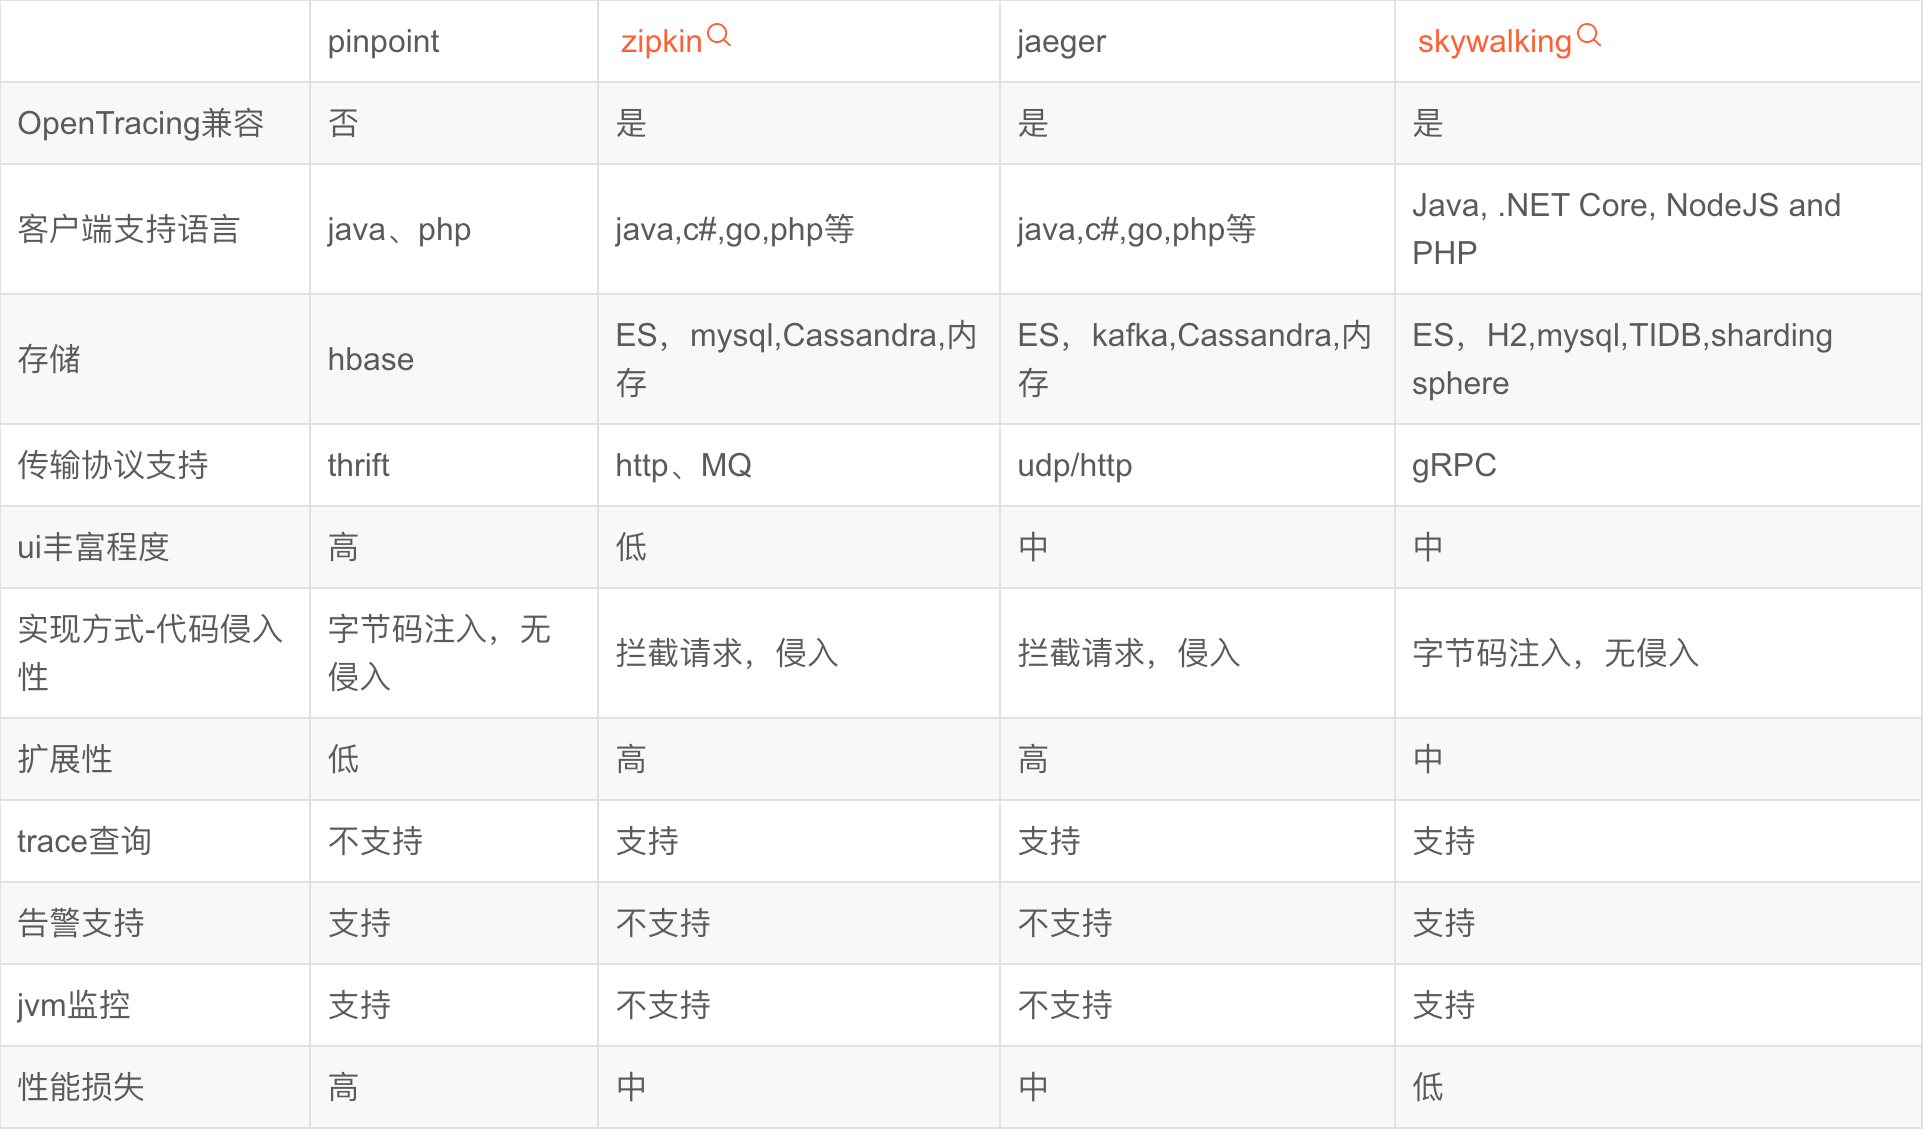 pinpoint zipkin jaeger skywalking
OpenTracing兼容 否 是 是 是
客户端支持语言 java、php java,c#,go,php等 java,c#,go,php等 Java, .NET Core, NodeJS and
PHP
存储 hbase ES，mysql,Cassandra,内
存 ES，kafka,Cassandra,内
存 ES，H2,mysql,TIDB,sharding
sphere
传输协议支持 thrift http、MQ udp/http gRPC
ui丰富程度 高 低 中 中
实现方式-代码侵入
性 字节码注入，无
侵入 拦截请求，侵入 拦截请求，侵入 字节码注入，无侵入
扩展性 低 高 高 中
trace查询 不支持 支持 支持 支持
告警支持 支持 不支持 不支持 支持
jvm监控 支持 不支持 不支持 支持
性能损失 高 中 中 低